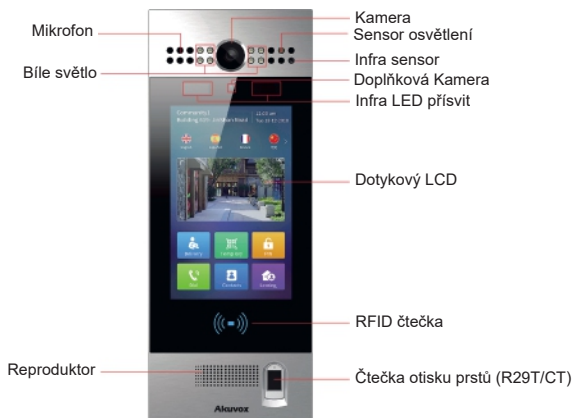 Kamera
Mikrofon
Sensor osvětlení
Infra sensor
Bíle světlo
Doplňková Kamera
Infra LED přísvit
Community1
Dotykový LCD
RFID čtečka
Reproduktor
Čtečka otisku prstů (R29T/CT)
Akuvox